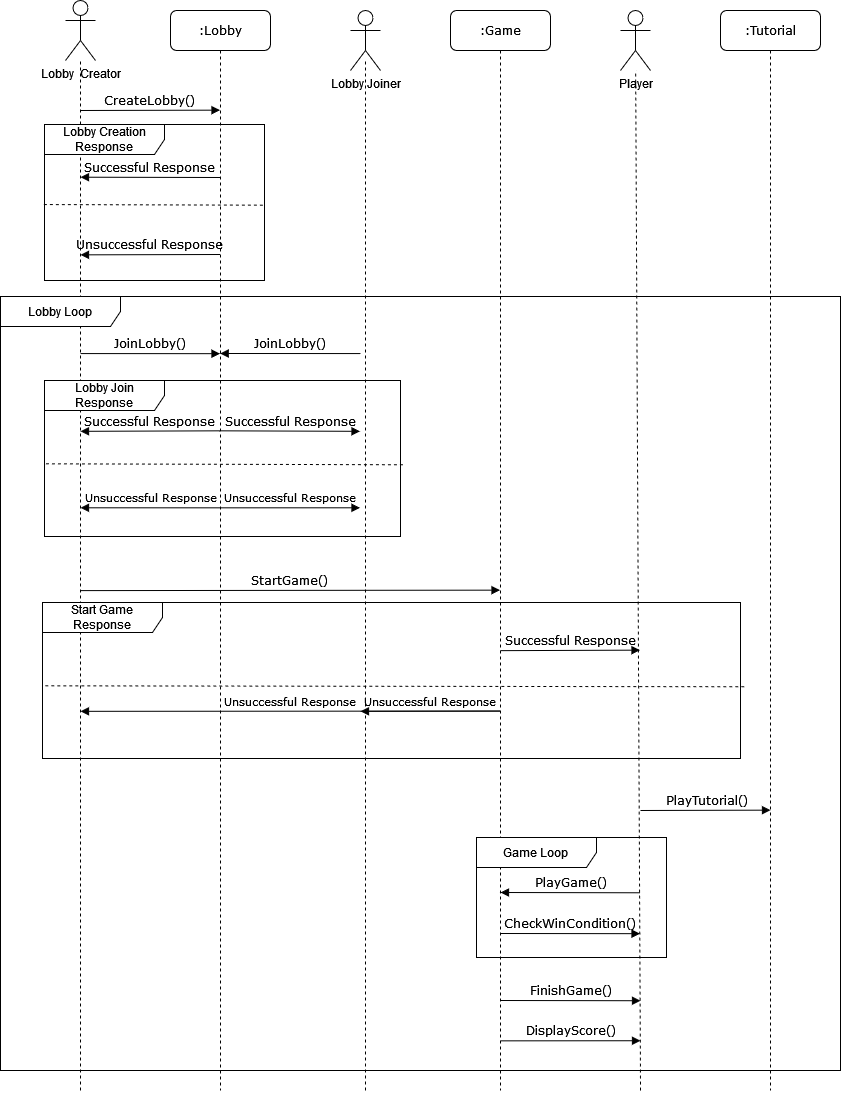 :Lobby
:Game
:Tutorial
Lobby Creator
Lobby Joiner
Player
CreateLobby()
Lobby Creation
Response
Successful Response
Unsuccessful Response
Lobby Loop
JoinLobby()
JoinLobby()
Lobby Join
Response
Successful Response
Successful Response
Unsuccessful Response
Unsuccessful Response
StartGame()
Start Game
Response
Successful Response
Unsuccessful Response
Unsuccessful Response
PlayTutorial()
Game Loop
PlayGame()
CheckWinCondition()
FinishGame()
DisplayScore()